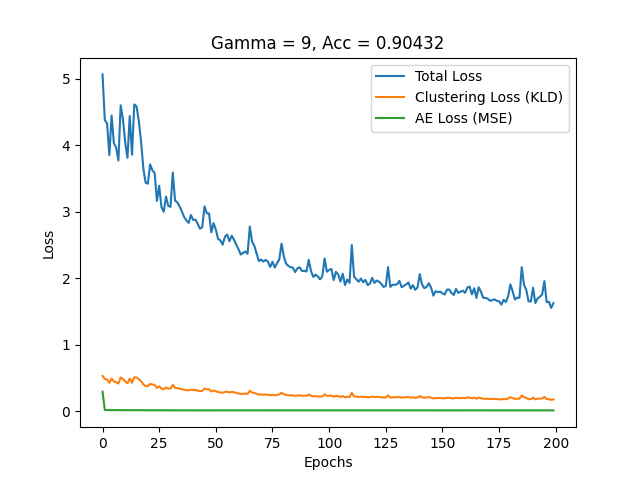 Gamma = 9, Acc = 0.90432
Total Loss
Clustering Loss (KLD)
AE Loss (MSE)
Loss
5
4
3
2
1
0
0 25 50 75 100 125 150 175 200
Epochs